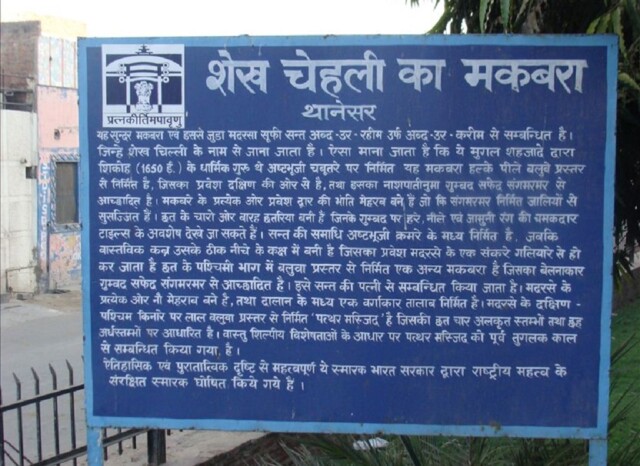 शेख चेहली का मकबरा
थानेसर
प्रत्नकीर्तिमपावृणु
यह सुन्दर मकबरा एवं इससे जुडा मदरसा सूफी सन्त अब्द-उर-रहीम उर्फ अब्द-उर-करीम से सम्बन्धित है।
जिन्हे शेख चिल्ली के नाम से जाना जाता है। ऐसा माना जाता है कि ये मुगल शहजादे द्वारा
शिकोह (1650 ई.) के धार्मिक गुरू थे अष्टभूजी चबूतरे पर निर्मित यह मकबरा हल्के पीले बलुवे प्रस्तर
से निर्मित है, जिसका प्रवेश दक्षिण की ओर से है, तथा इसका नाशपातीनुमा गुम्बद सफेद संगमरमर से
आच्छादित है। मकबरे के प्रत्येक ओर प्रवेश द्वार की भॉति मेहराब बने है जो कि संगमरमर निर्मित जालियों से
सुसज्जित हैं। छत के चारो ओर बारह छतरिया बनी है जिनके गुम्बद पर हरे, नीले एवं जामुनी रंग की चमकदार
टाइल्स के अवशेष देखे जा सकते हैं। सन्त की समाधि अष्टभूजी कमरे के मध्य निर्मित है, जबकि
वास्तविक कब्र उसके ठीक नीचे के कक्ष में बनी है जिसका प्रवेश मदरसे के एक संकरे गलियारे से हो
कर जाता है छत के पश्चिमी भाग में बलुवा प्रस्तर से निर्मित एक अन्य मकबरा है जिसका बेलनाकार
गुम्बद सफेद संगमरमर से आच्छादित है। इसे सन्त की पत्नी से सम्बन्धित किया जाता है। मदरसे के
प्रत्येक ओर नौ मेहराब बने है, तथा दालान के मध्य एक वर्गाकार तालाब निर्मित है। मदरसे के दक्षिण-
पश्चिम किनारे पर लाल बलुवा प्रस्तर से निर्मित 'पत्थर मस्जिद' है जिसकी छत चार अलंकृत स्तम्भों तथा छह
अर्धस्तम्भों पर आधारित है। वास्तु शिल्पीय विशेषताओं के आधार पर पत्थर मस्जिद को पूर्व तुगलक काल
से सम्बन्धित किया गया है।
ऐतिहासिक एवं पुरातात्विक दृष्टि से महत्वपूर्ण ये स्मारक भारत सरकार द्वारा राष्ट्रीय महत्व के
संरक्षित स्मारक घोषित किये गये हैं।